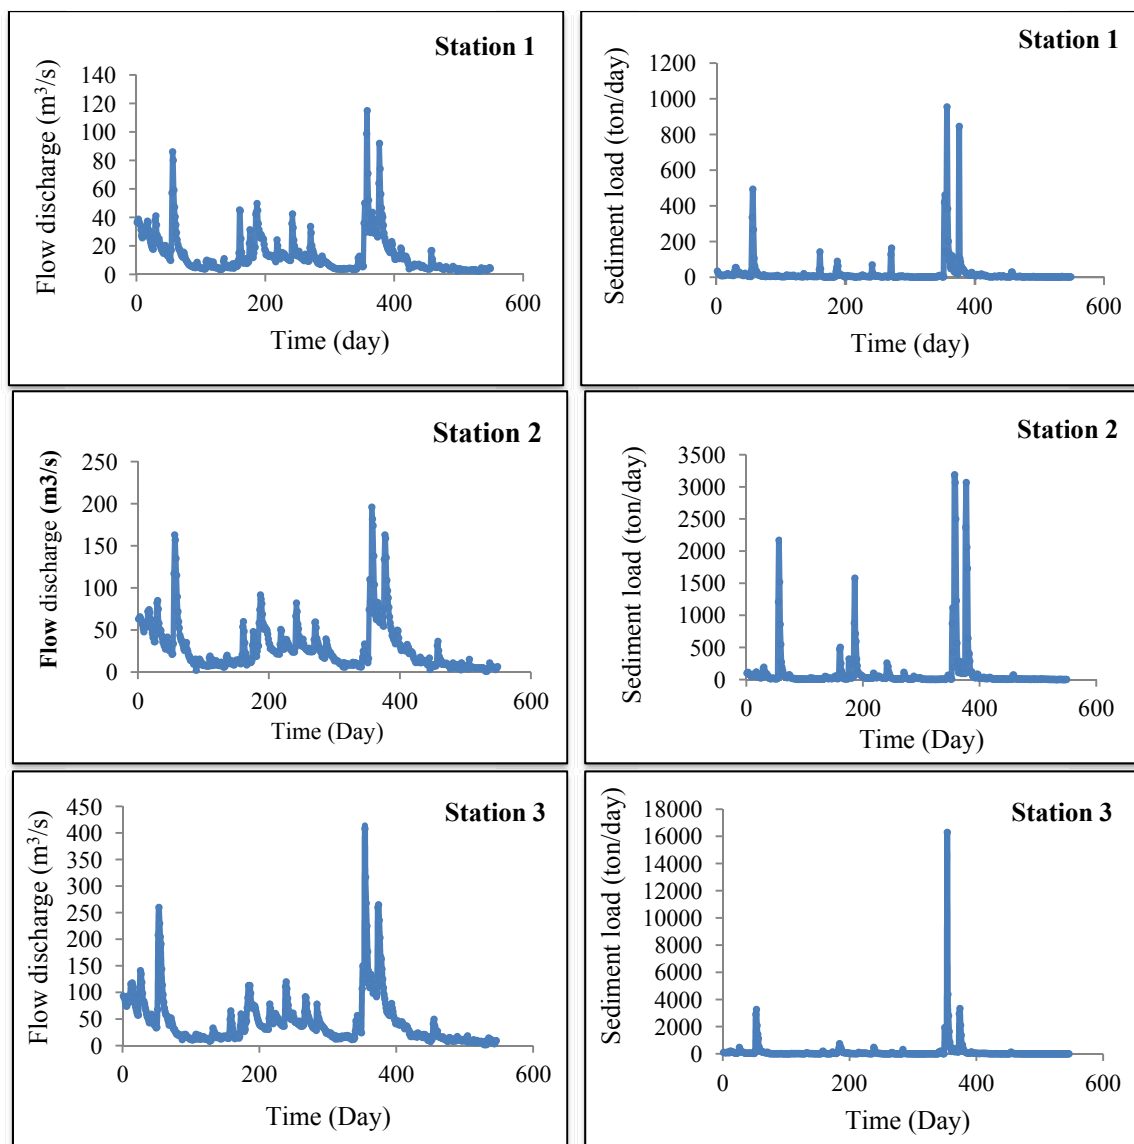 Station 1
Flow discharge (m³/s)
140
120
100
80
60
40
20
0
0 200 400 600
Time (day)
Station 1
Sediment load (ton/day)
1200
1000
800
600
400
200
0
0 200 400 600
Time (day)
Station 2
Flow discharge (m3/s)
250
200
150
100
50
0
0 200 400 600
Time (Day)
Station 2
Sediment load (ton/day)
3500
3000
2500
2000
1500
1000
500
0
0 200 400 600
Time (Day)
Station 3
Flow discharge (m³/s)
450
400
350
300
250
200
150
100
50
0
0 200 400 600
Time (Day)
Station 3
Sediment load (ton/day)
18000
16000
14000
12000
10000
8000
6000
4000
2000
0
0 200 400 600
Time (Day)